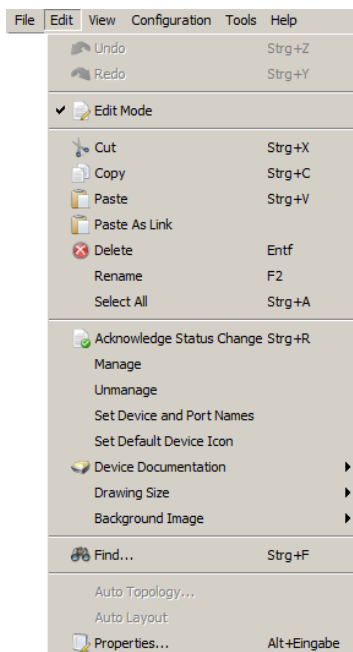 File Edit View Configuration Tools Help
Undo Strg+Z
Redo Strg+Y
Edit Mode
Cut Strg+X
Copy Strg+C
Paste Strg+V
Paste As Link
Delete Entf
Rename F2
Select All Strg+A
Acknowledge Status Change Strg+R
Manage
Unmanage
Set Device and Port Names
Set Default Device Icon
Device Documentation
Drawing Size
Background Image
Find... Strg+F
Auto Topology...
Auto Layout
Properties... Alt+Eingabe